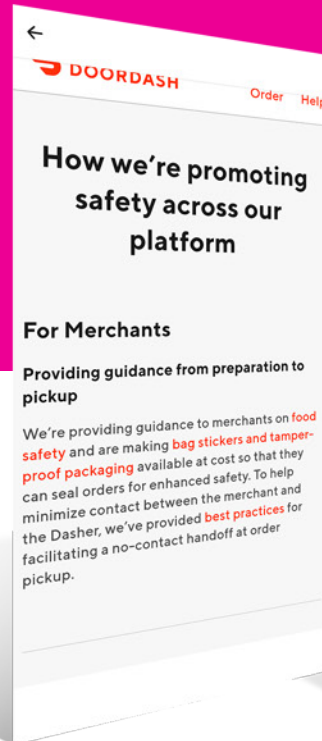 DOORDASH
Order Help
How we're promoting
safety across our
platform
For Merchants
Providing guidance from preparation to
pickup
We're providing guidance to merchants on food
safety and are making bag stickers and tamper-
proof packaging available at cost so that they
can seal orders for enhanced safety. To help
minimize contact between the merchant and
the Dasher, we've provided best practices for
facilitating a no-contact handoff at order
pickup.